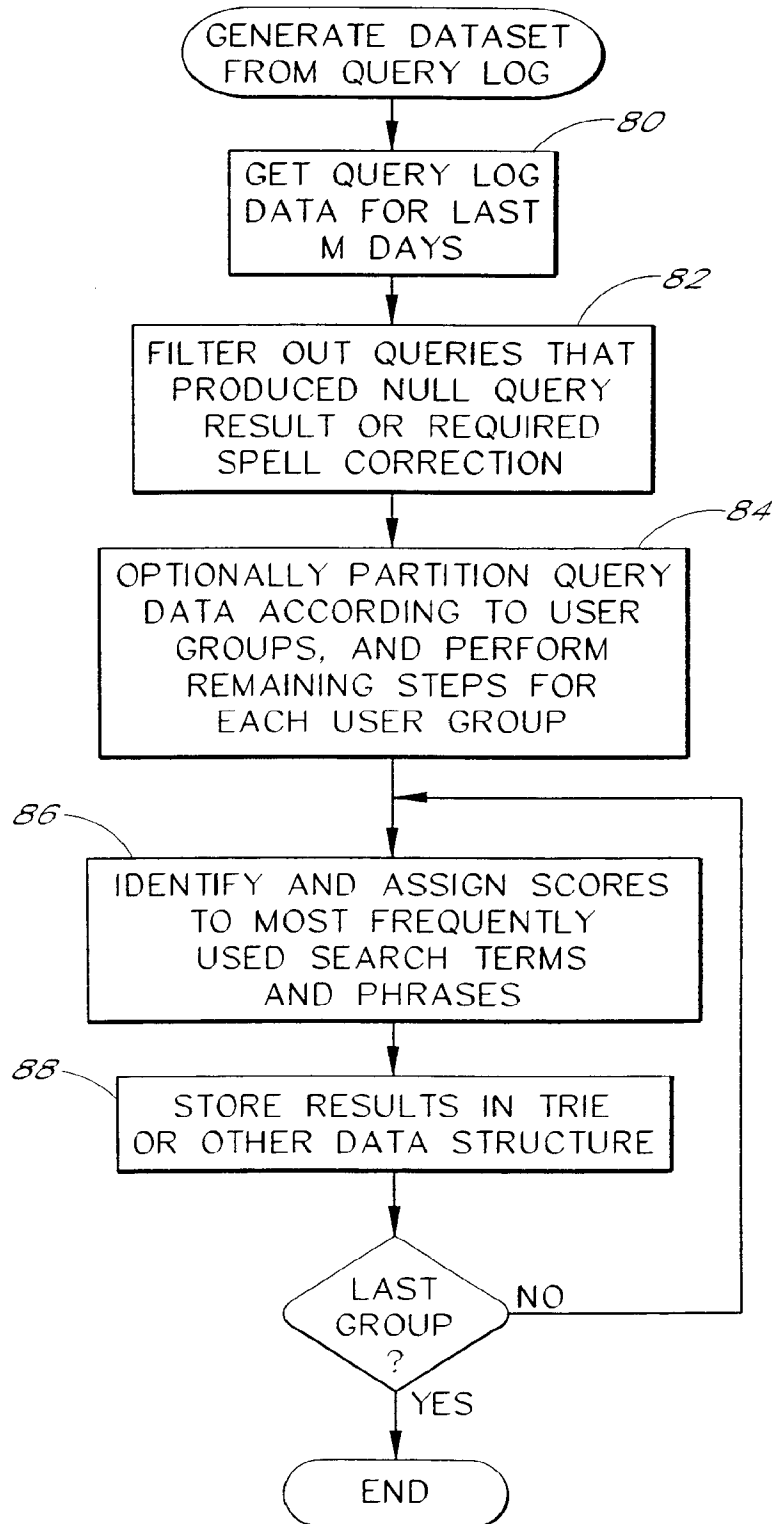 GENERATE DATASET
FROM QUERY LOG
80
GET QUERY LOG
DATA FOR LAST
M DAYS
82
FILTER OUT QUERIES THAT
PRODUCED NULL QUERY
RESULT OR REQUIRED
SPELL CORRECTION
84
OPTIONALLY PARTITION QUERY
DATA ACCORDING TO USER
GROUPS, AND PERFORM
REMAINING STEPS FOR
EACH USER GROUP
86
IDENTIFY AND ASSIGN SCORES
TO MOST FREQUENTLY
USED SEARCH TERMS
AND PHRASES
88
STORE RESULTS IN TRIE
OR OTHER DATA STRUCTURE
LAST
GROUP
?
NO
YES
END